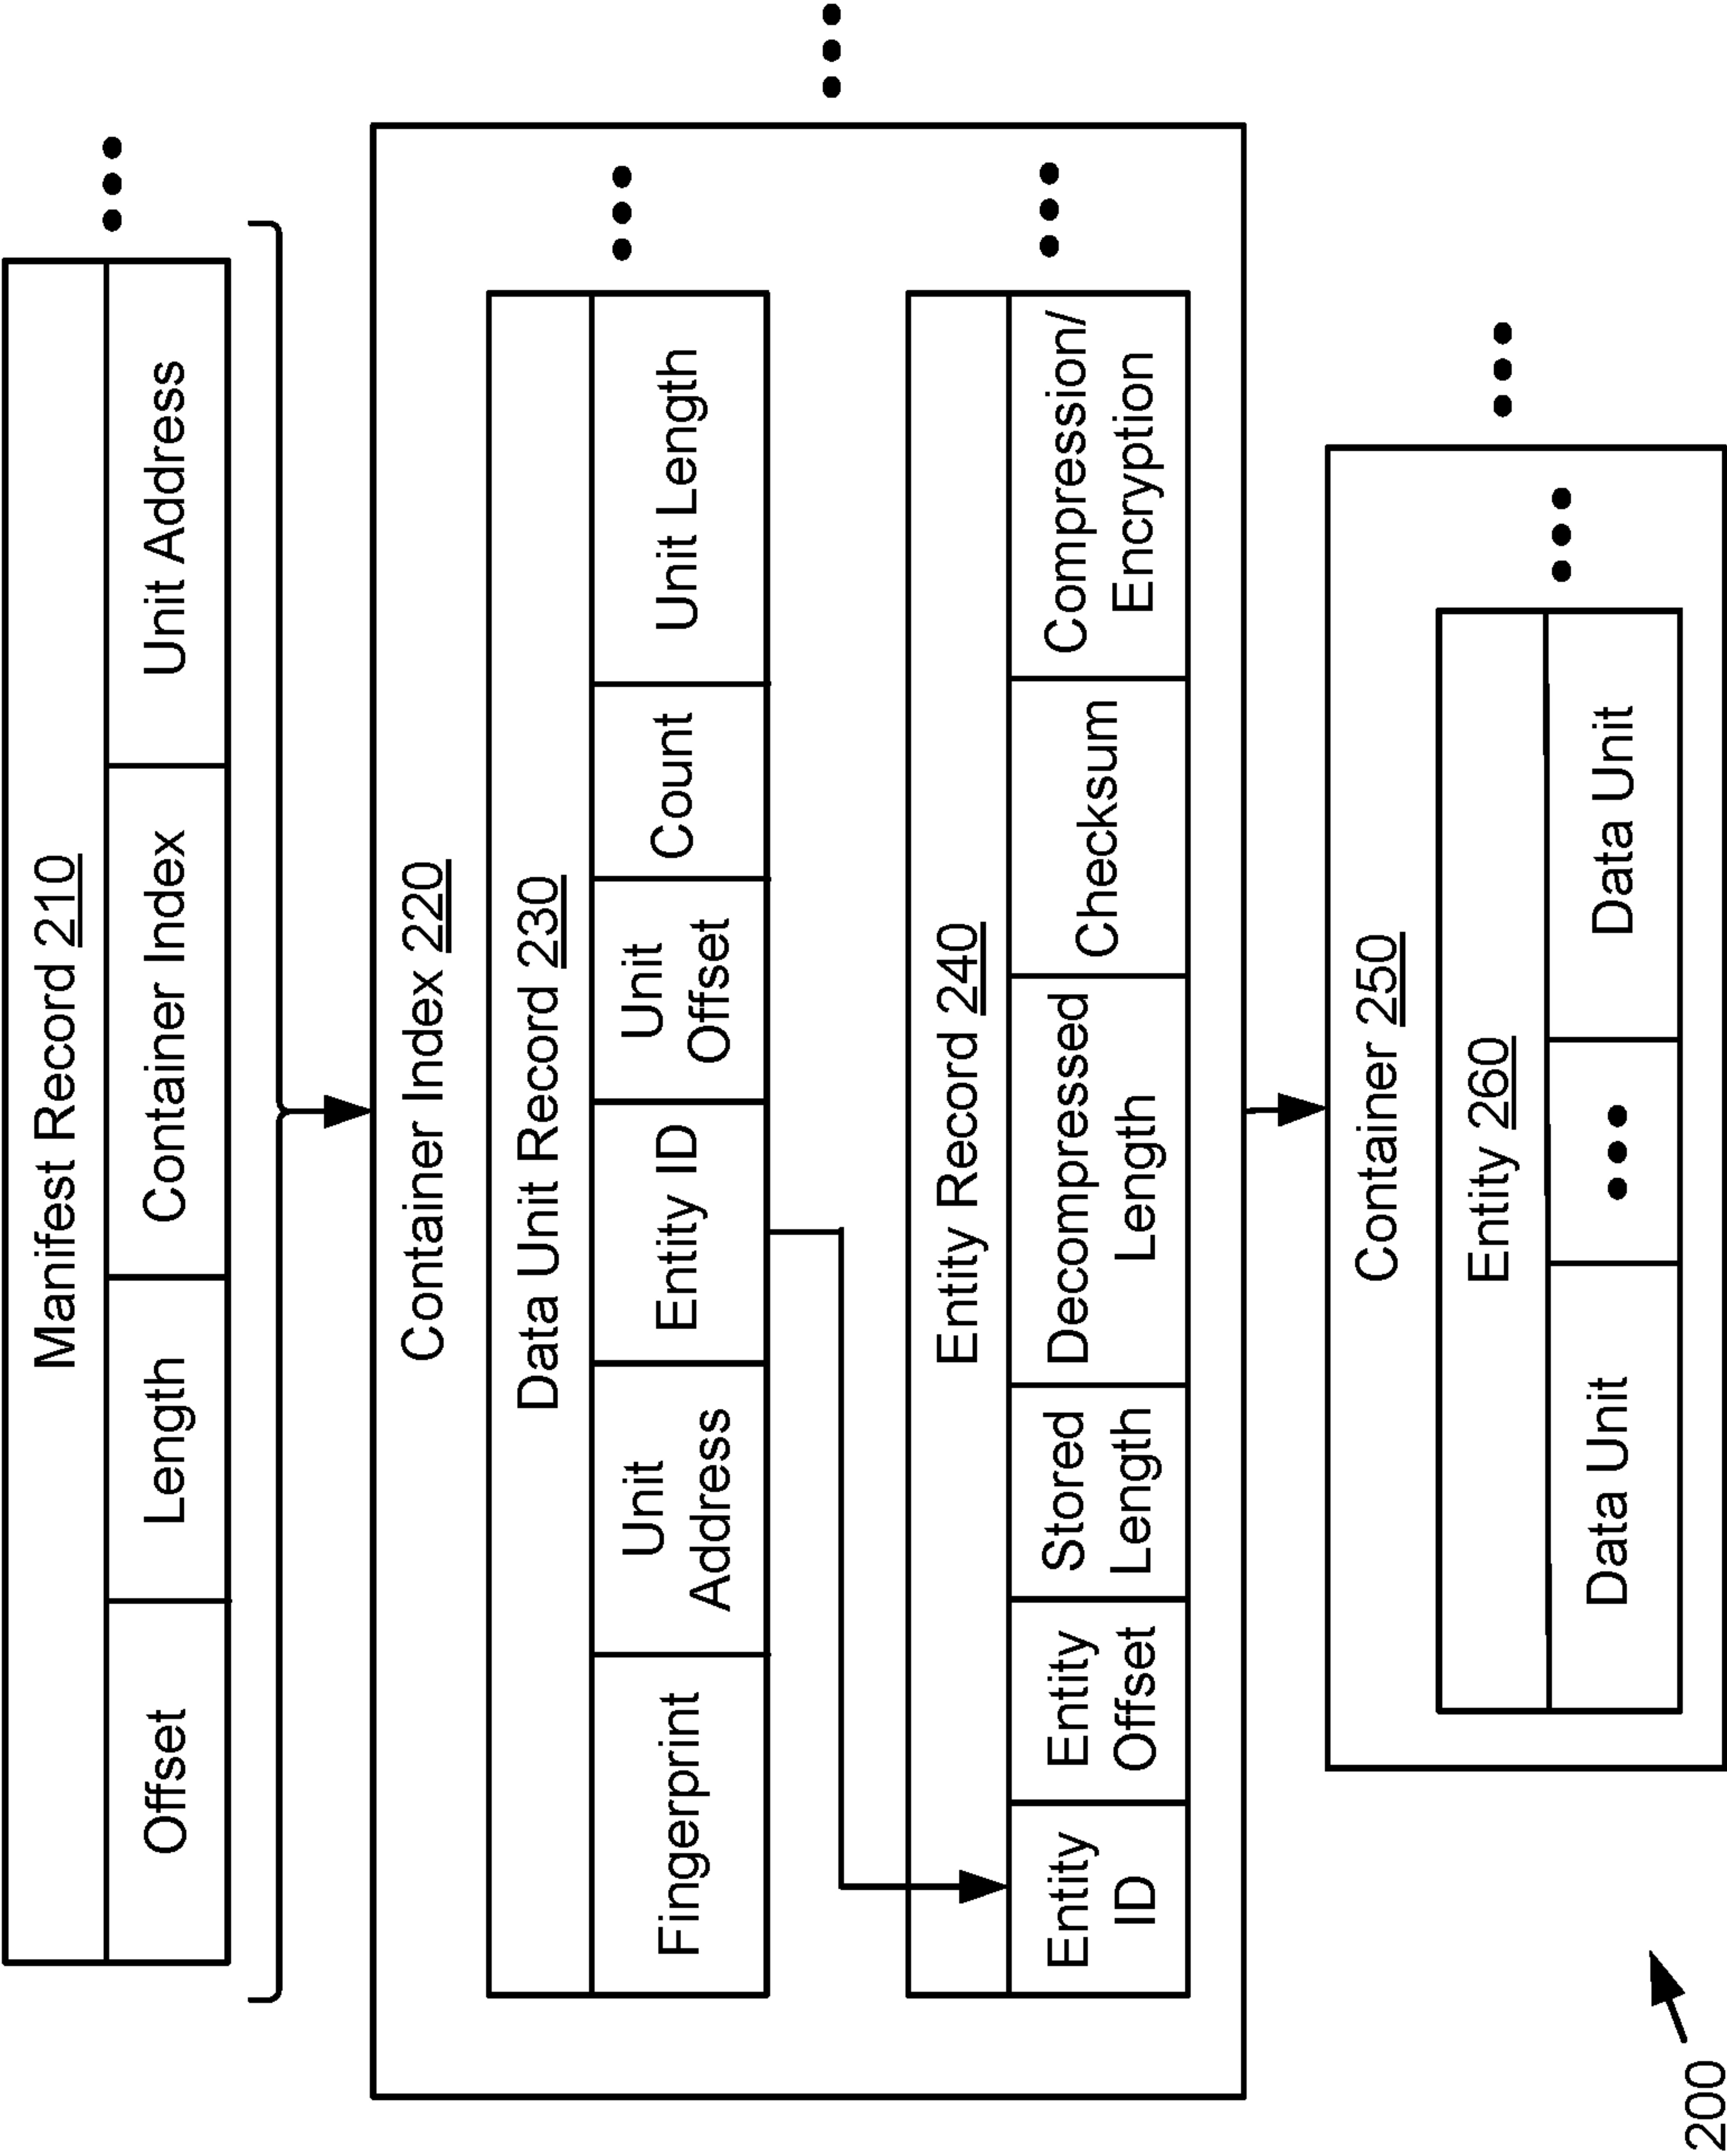 Manifest Record 210
Offset
Length
Container Index
Unit Address
Container Index 220
Data Unit Record 230
Fingerprint
Unit
Address
Entity ID
Unit
Offset
Count
Unit Length
Entity Record 240
Entity
ID
Entity
Offset
Stored
Length
Decompressed
Length
Checksum
Compression/
Encryption
Container 250
Entity 260
Data Unit
Data Unit
200